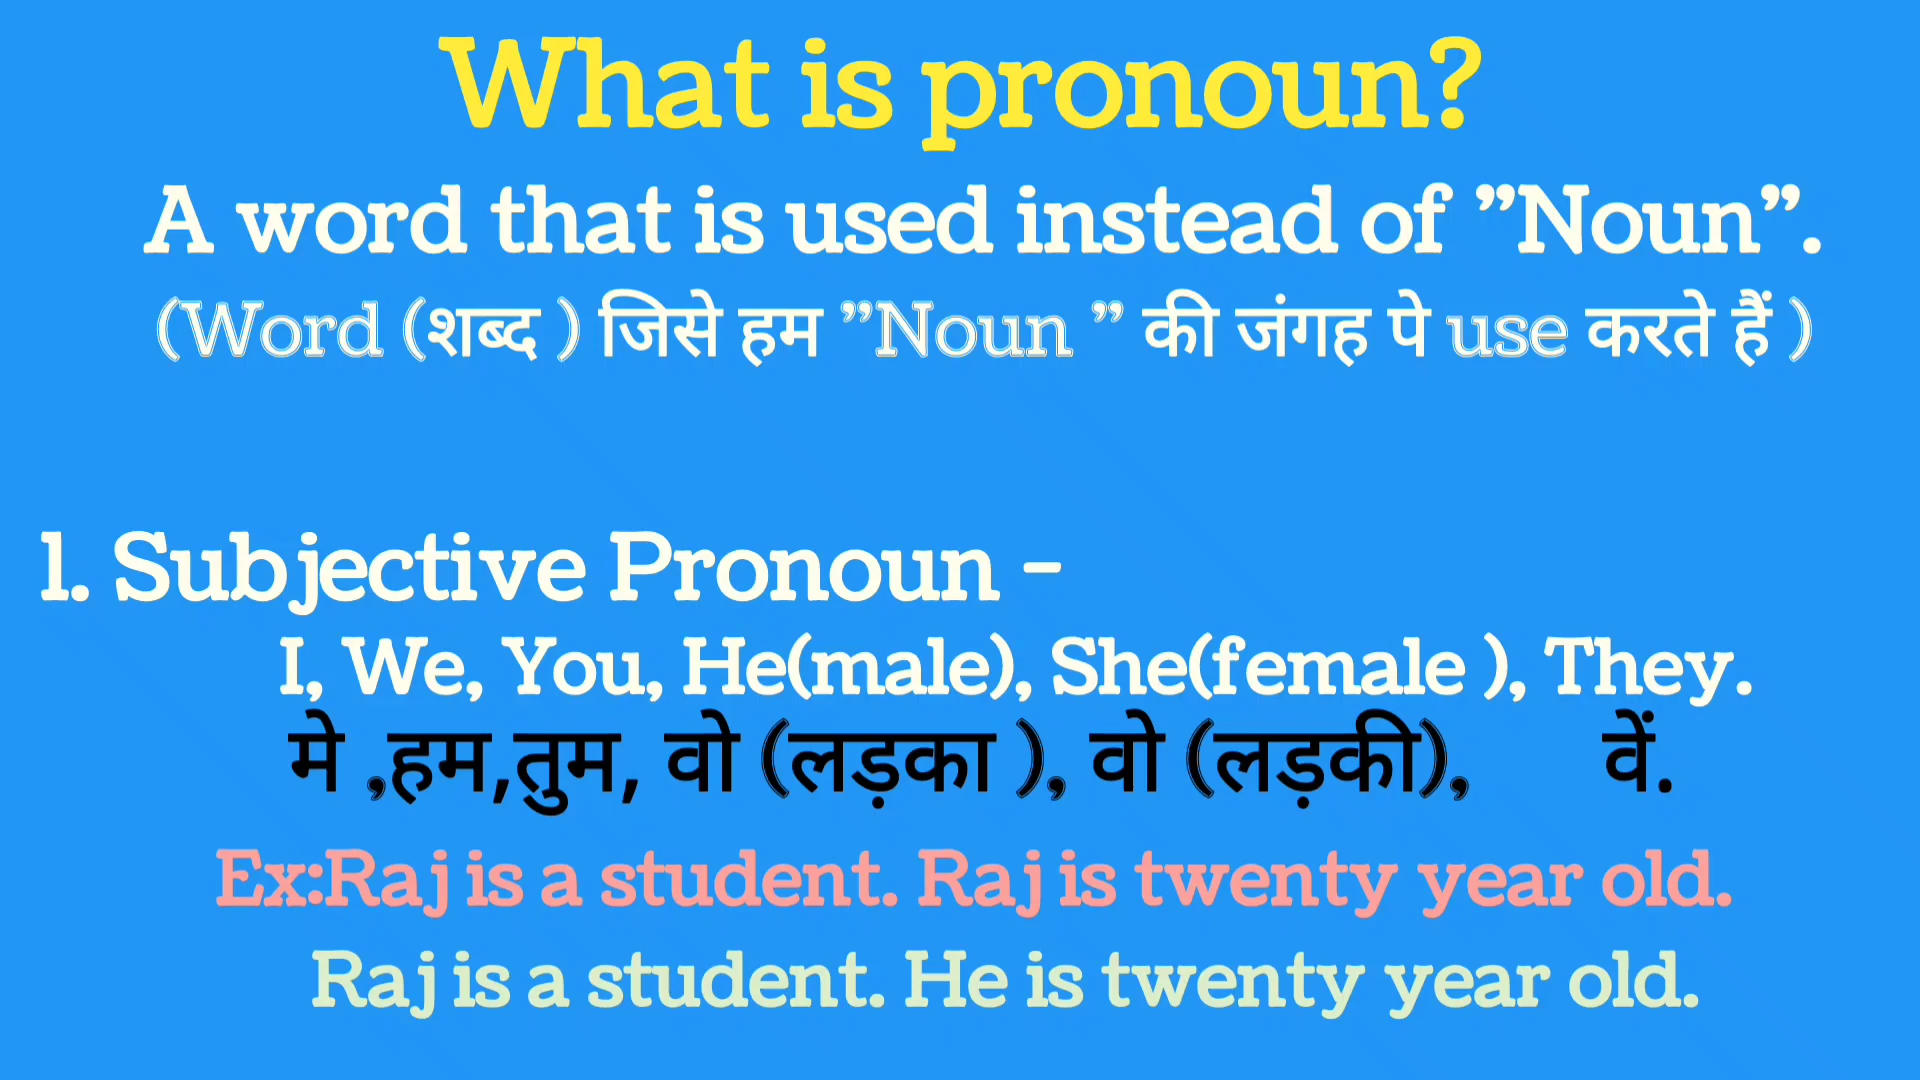 What is pronoun?
A word that is used instead of ”Noun”.
(Word (शब्द ) जिसे हम ”Noun ” की जंगह पे use करते हैं )
1. Subjective Pronoun -
I, We, You, He(male), She(female ), They.
मे ,हम,तुम, वो (लड़का ), वो (लड़की), वें.
Ex:Raj is a student. Raj is twenty year old.
Raj is a student. He is twenty year old.